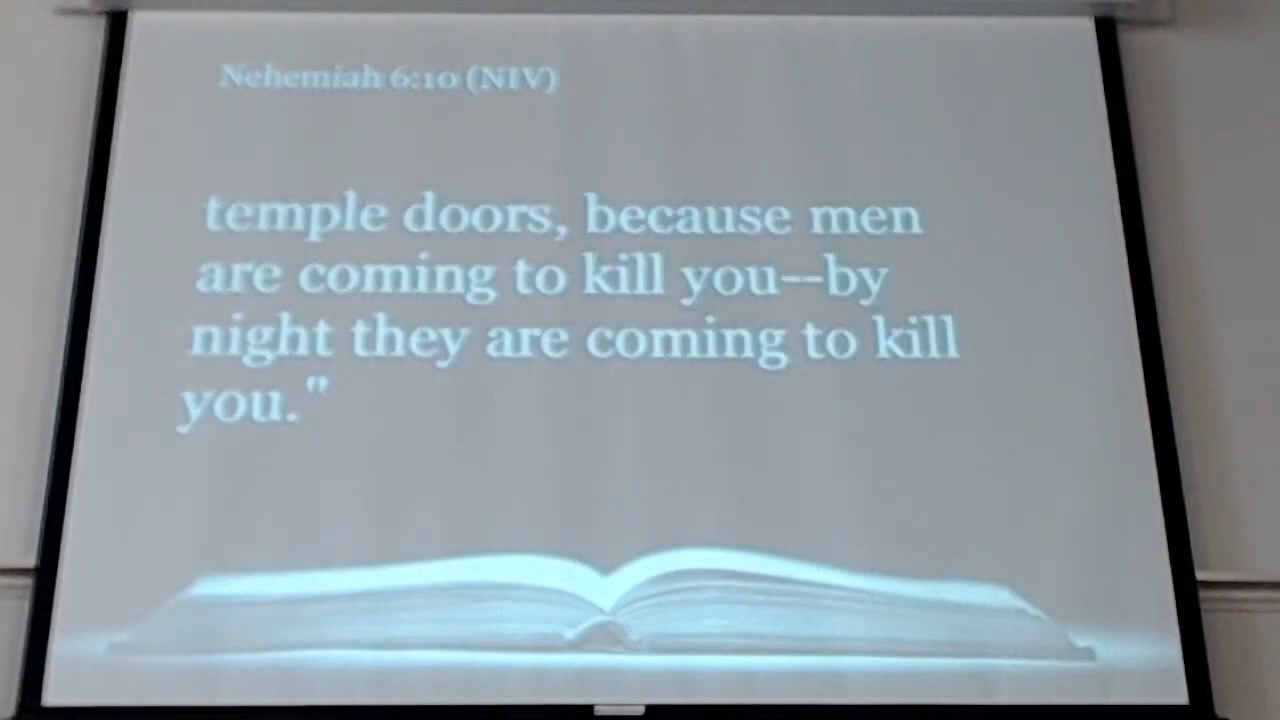 Nehemiah 6:10 (NIV)
temple doors, because men
are coming to kill you--by
night they are coming to kill
you."